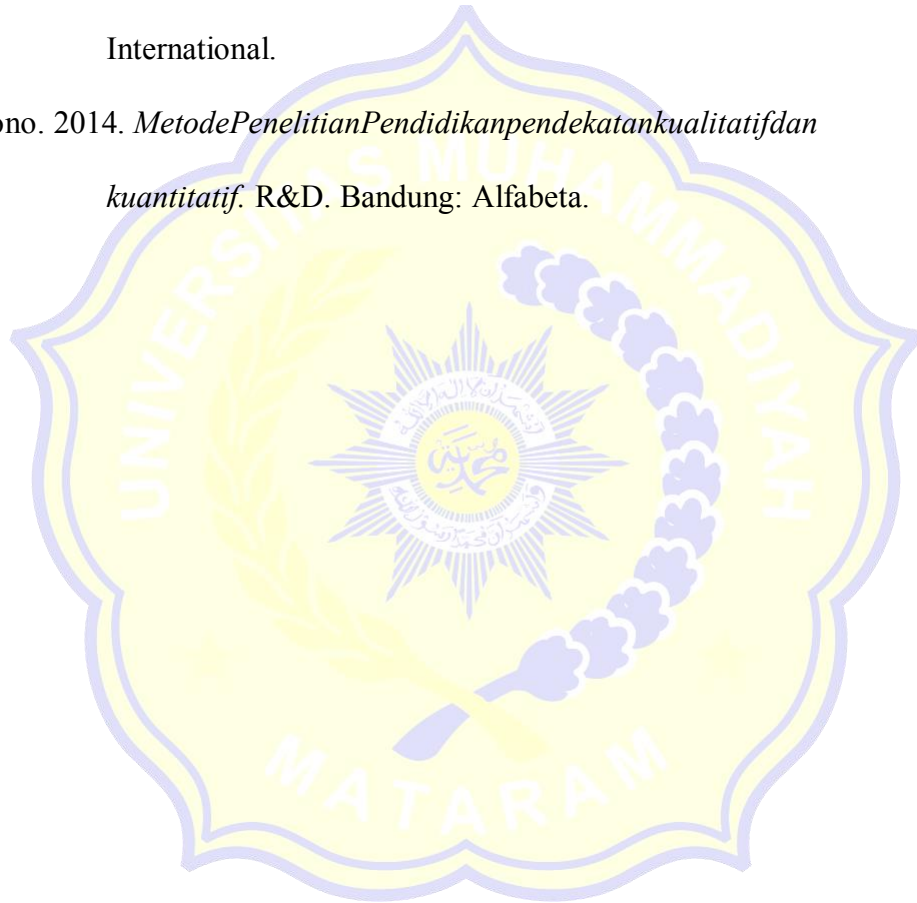 International.
ono. 2014. MetodePenelitianPendidikanpendekatankualitatifdan
kuantitatif. R&D. Bandung: Alfabeta.
UNIVERSITAS MUHAMMADIYAH
MATARAM